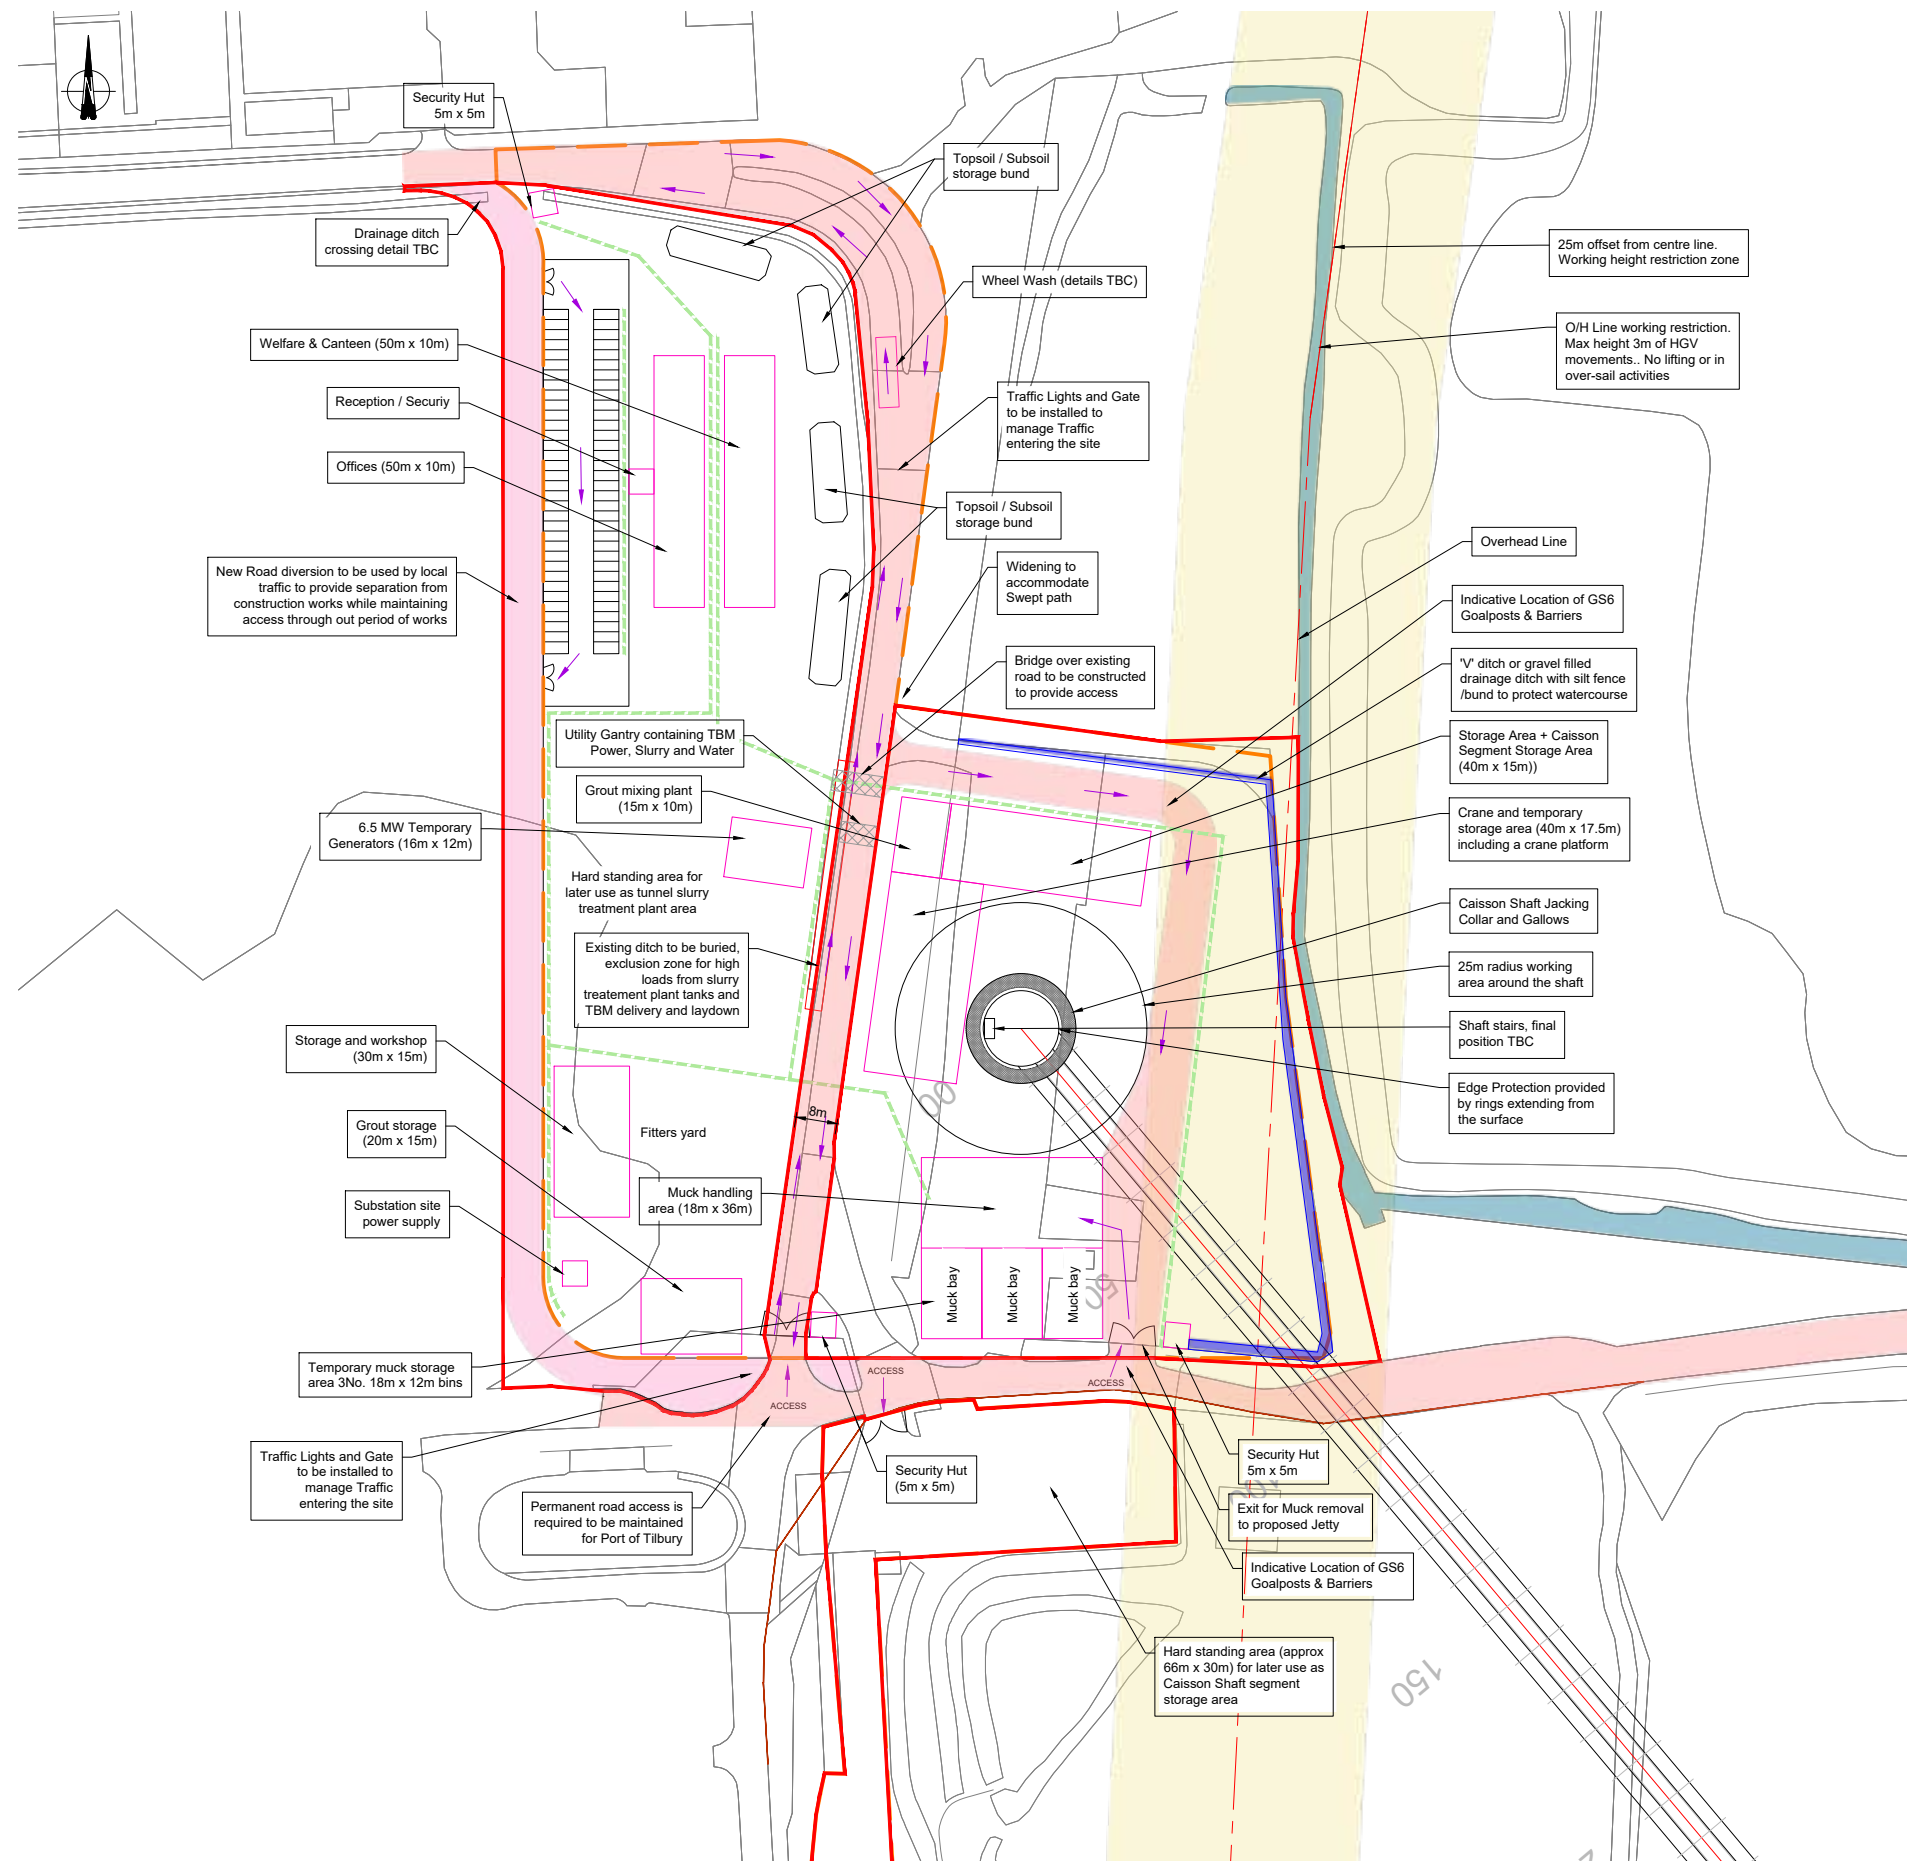 Security Hut
5m x 5m
Topsoil / Subsoil
storage bund
Drainage ditch
crossing detail TBC
25m offset from centre line.
Working height restriction zone
Wheel Wash (details TBC)
O/H Line working restriction.
Max height 3m of HGV
movements.. No lifting or in
over-sail activities
Welfare & Canteen (50m x 10m)
Reception / Securiy
Traffic Lights and Gate
to be installed to
manage Traffic
entering the site
Offices (50m x 10m)
Topsoil / Subsoil
storage bund
Overhead Line
New Road diversion to be used by local
traffic to provide separation from
construction works while maintaining
access through out period of works
Widening to
accommodate
Swept path
Indicative Location of GS6
Goalposts & Barriers
Bridge over existing
road to be constructed
to provide access
'V' ditch or gravel filled
drainage ditch with silt fence
/bund to protect watercourse
Utility Gantry containing TBM
Power, Slurry and Water
Storage Area + Caisson
Segment Storage Area
(40m x 15m))
Grout mixing plant
(15m x 10m)
6.5 MW Temporary
Generators (16m x 12m)
Crane and temporary
storage area (40m x 17.5m)
including a crane platform
Hard standing area for
later use as tunnel slurry
treatment plant area
Caisson Shaft Jacking
Collar and Gallows
Existing ditch to be buried,
exclusion zone for high
loads from slurry
treatement plant tanks and
TBM delivery and laydown
25m radius working
area around the shaft
Shaft stairs, final
position TBC
Storage and workshop
(30m x 15m)
Edge Protection provided
by rings extending from
the surface
00
8m
Grout storage
(20m x 15m)
Fitters yard
Muck handling
area (18m x 36m)
Substation site
power supply
Muck bay
Muck bay
Muck bay
50
Temporary muck storage
area 3No. 18m x 12m bins
ACCESS
ACCESS
ACCESS
Traffic Lights and Gate
to be installed to
manage Traffic
entering the site
Security Hut
(5m x 5m)
Security Hut
5m x 5m
100
Permanent road access is
required to be maintained
for Port of Tilbury
Exit for Muck removal
to proposed Jetty
Indicative Location of GS6
Goalposts & Barriers
Hard standing area (approx
66m x 30m) for later use as
Caisson Shaft segment
storage area
150